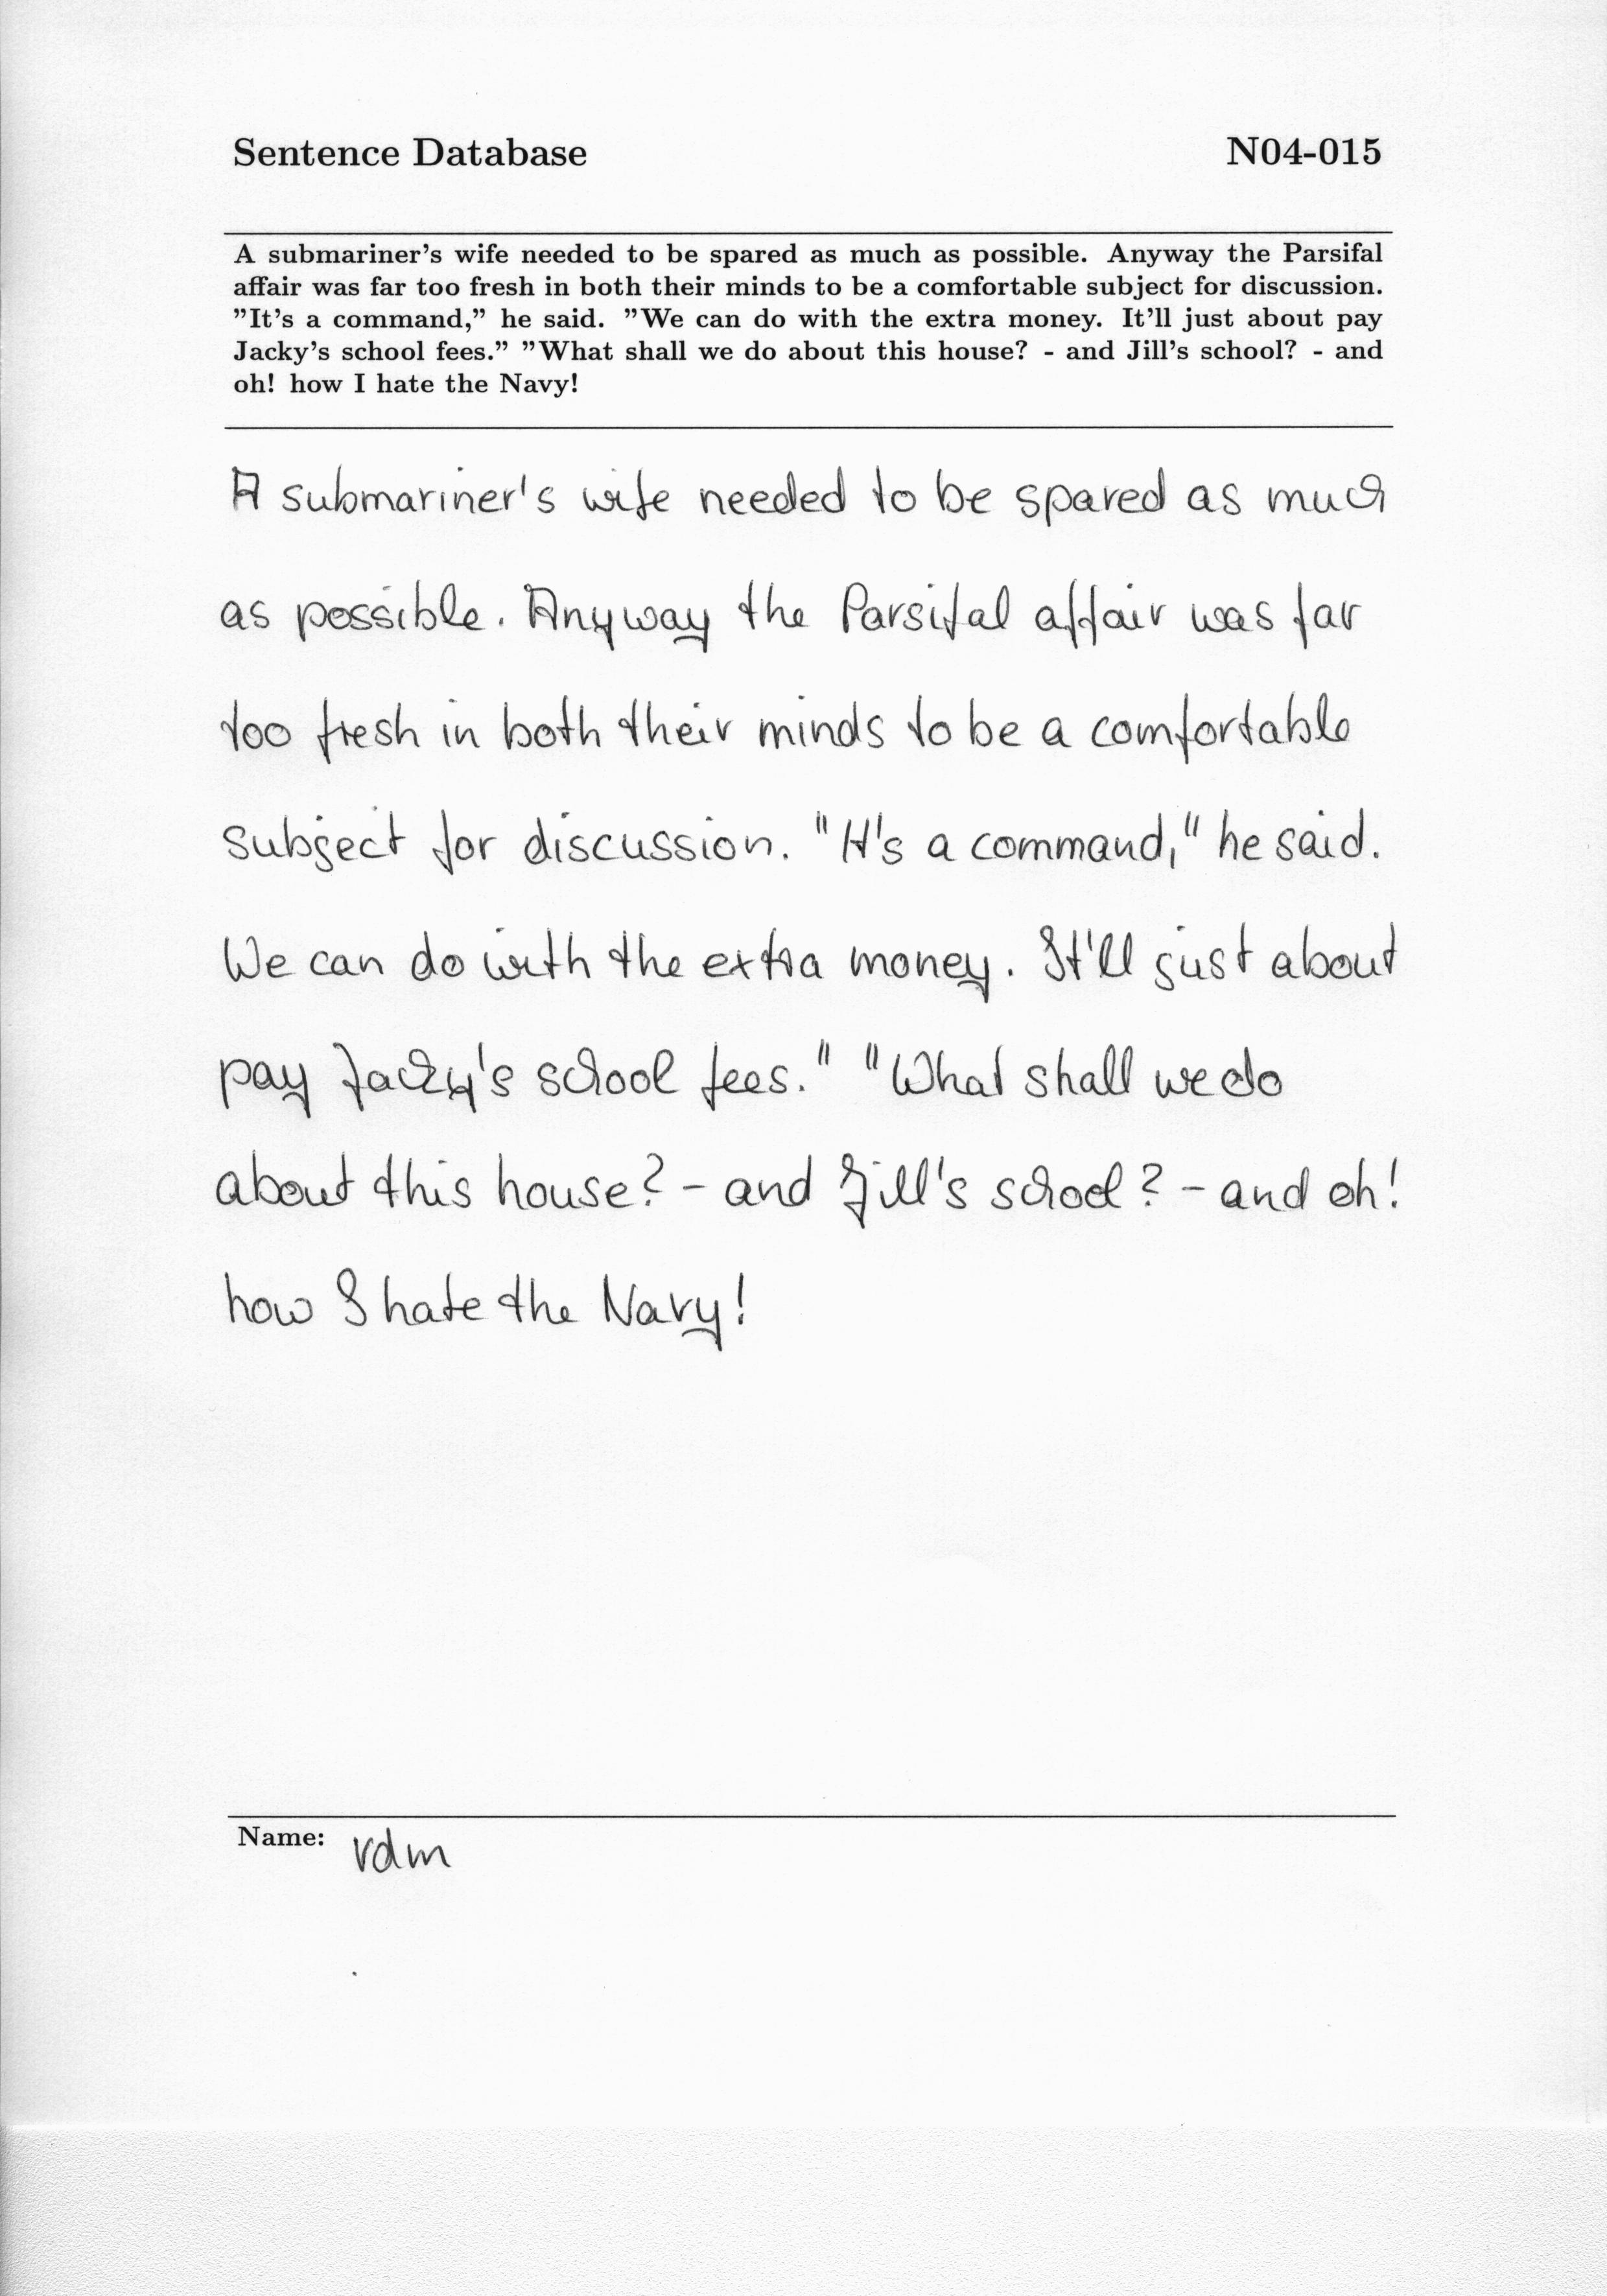 Sentence Database N04-015
A submariner's wife needed to be spared as much as possible. Anyway the Parsifal
affair was far too fresh in both their minds to be a comfortable subject for discussion.
"It's a command," he said. "We can do with the extra money. It'll just about pay
Jacky's school fees." "What shall we do about this house? - and Jill's school? - and
oh! how I hate the Navy!
A submariner's wife needed to be spared as much
as possible. Anyway the Parsifal affair was far
too fresh in both their minds to be a comfortable
subject for discussion. "It's a command," he said.
We can do with the extra money. It'll just about
pay Jacky's school fees." "What shall we do
about this house? - and Jill's school? - and oh!
how I hate the Navy!
Name: vdm